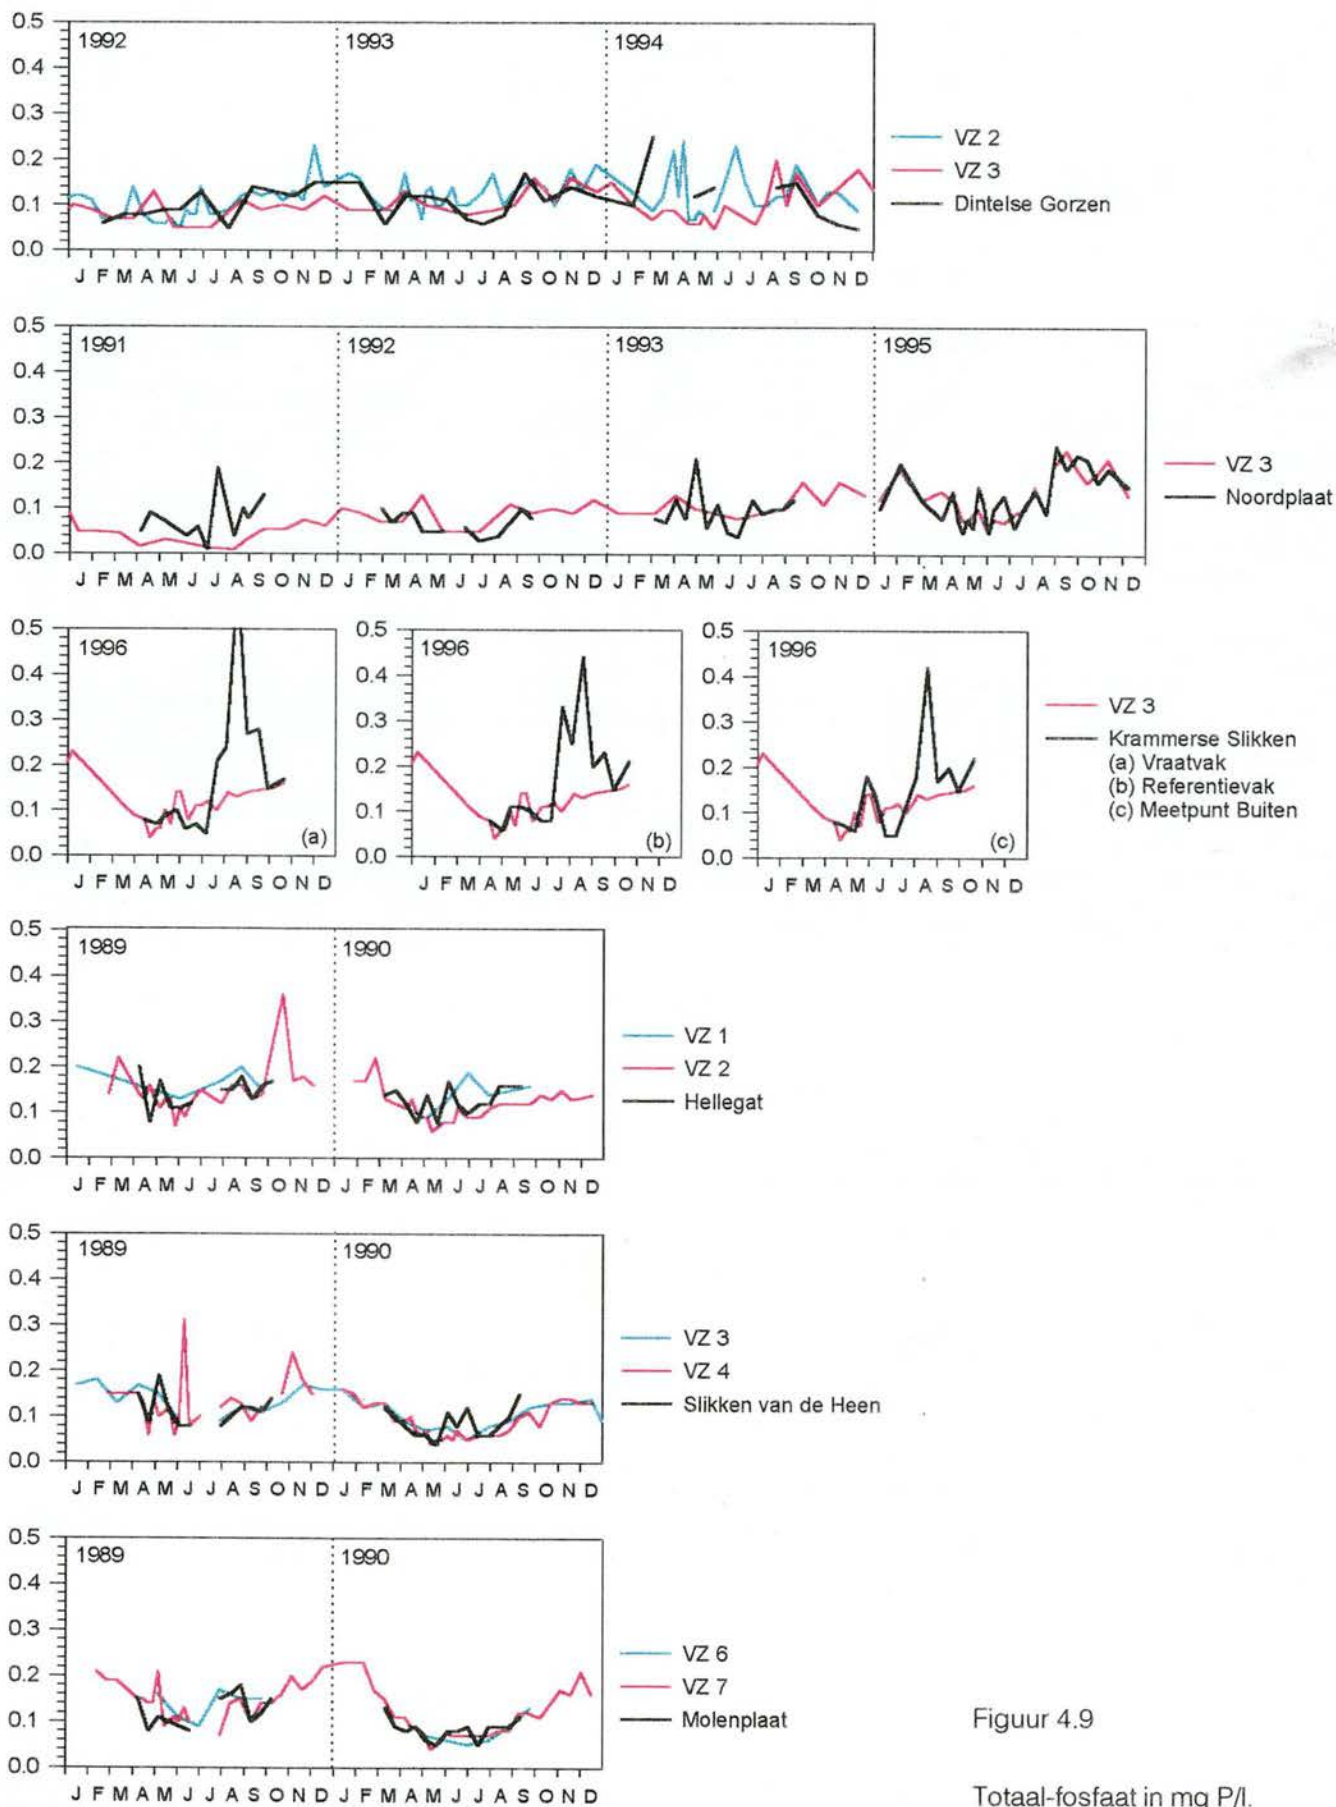 0.5
0.4
0.3
0.2
0.1
0.0
1992
1993
1994
J F M A M J J A S O N D J F M A M J J A S O N D J F M A M J J A S O N D
VZ 2
VZ 3
Dintelse Gorzen
0.5
0.4
0.3
0.2
0.1
0.0
1991
1992
1993
1995
J F M A M J J A S O N D J F M A M J J A S O N D J F M A M J J A S O N D J F M A M J J A S O N D
VZ 3
Noordplaat
0.5
0.4
0.3
0.2
0.1
0.0
1996
(a)
J F M A M J J A S O N D
0.5
0.4
0.3
0.2
0.1
0.0
1996
(b)
J F M A M J J A S O N D
0.5
0.4
0.3
0.2
0.1
0.0
1996
(c)
J F M A M J J A S O N D
VZ 3
Krammerse Slikken
(a) Vraatvak
(b) Referentievak
(c) Meetpunt Buiten
0.5
0.4
0.3
0.2
0.1
0.0
1989
1990
J F M A M J J A S O N D J F M A M J J A S O N D
VZ 1
VZ 2
Hellegat
0.5
0.4
0.3
0.2
0.1
0.0
1989
1990
J F M A M J J A S O N D J F M A M J J A S O N D
VZ 3
VZ 4
Slikken van de Heen
0.5
0.4
0.3
0.2
0.1
0.0
1989
1990
J F M A M J J A S O N D J F M A M J J A S O N D
VZ 6
VZ 7
Molenplaat
Figuur 4.9
Totaal-fosfaat in mg P/l.